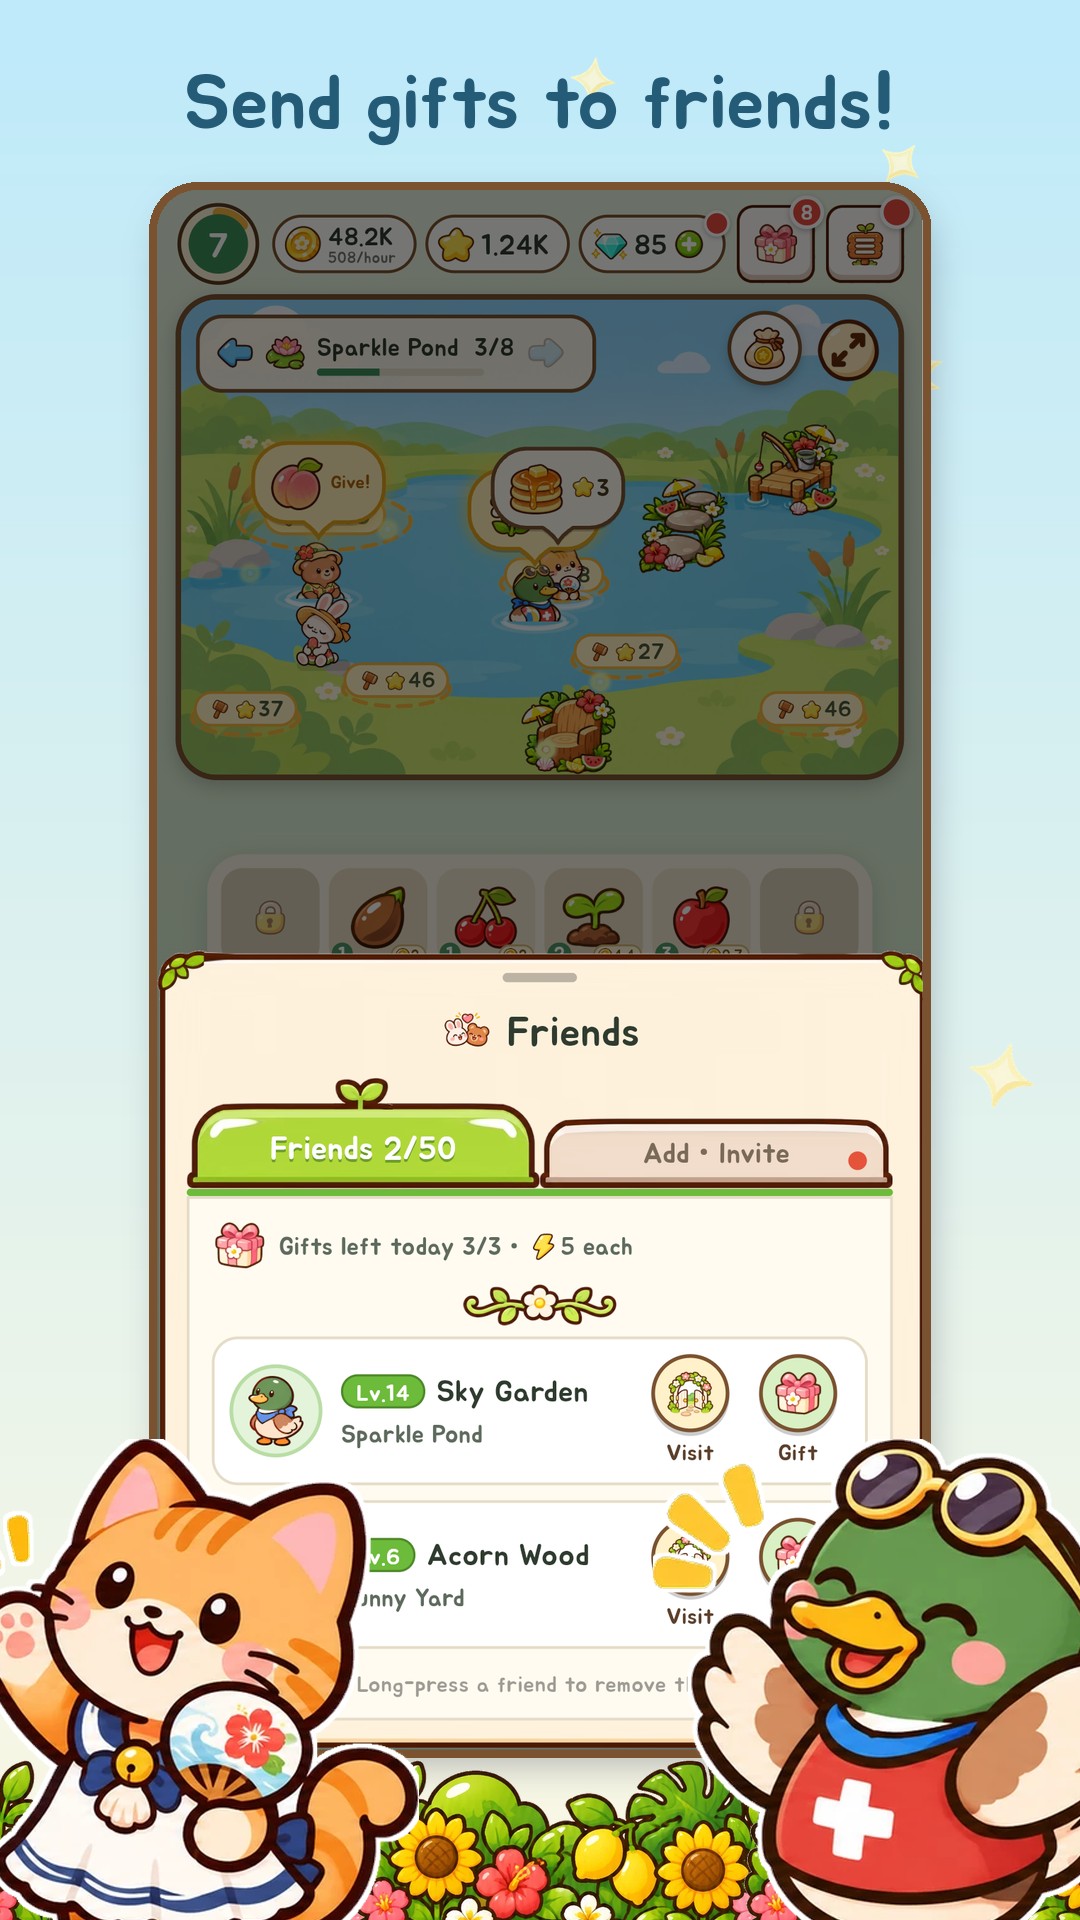 Send gifts to friends!
7
48.2K
508/hour
1.24K
85
8
Sparkle Pond 3/8
Give!
3
8
27
46
37
46
Friends
Friends 2/50
Add • Invite
Gifts left today 3/3 • 5 each
Lv.14 Sky Garden
Sparkle Pond
Visit
Gift
v.6 Acorn Wood
unny Yard
Visit
Long-press a friend to remove t